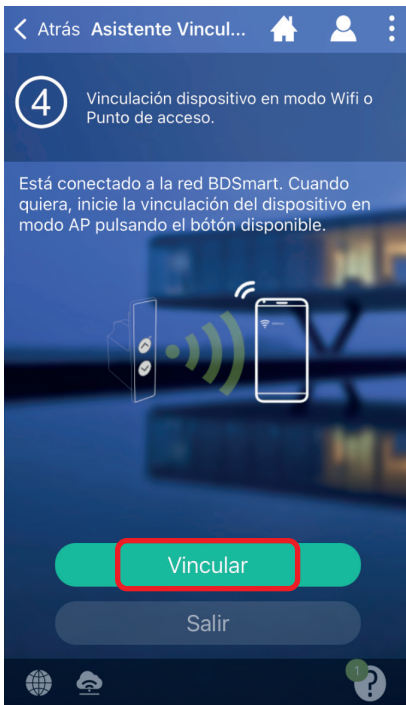 Atrás Asistente Vincul...
4
Vinculación dispositivo en modo Wifi o
Punto de acceso.
Está conectado a la red BDSmart. Cuando
quiera, inicie la vinculación del dispositivo en
modo AP pulsando el bótón disponible.
Vincular
Salir
1
?